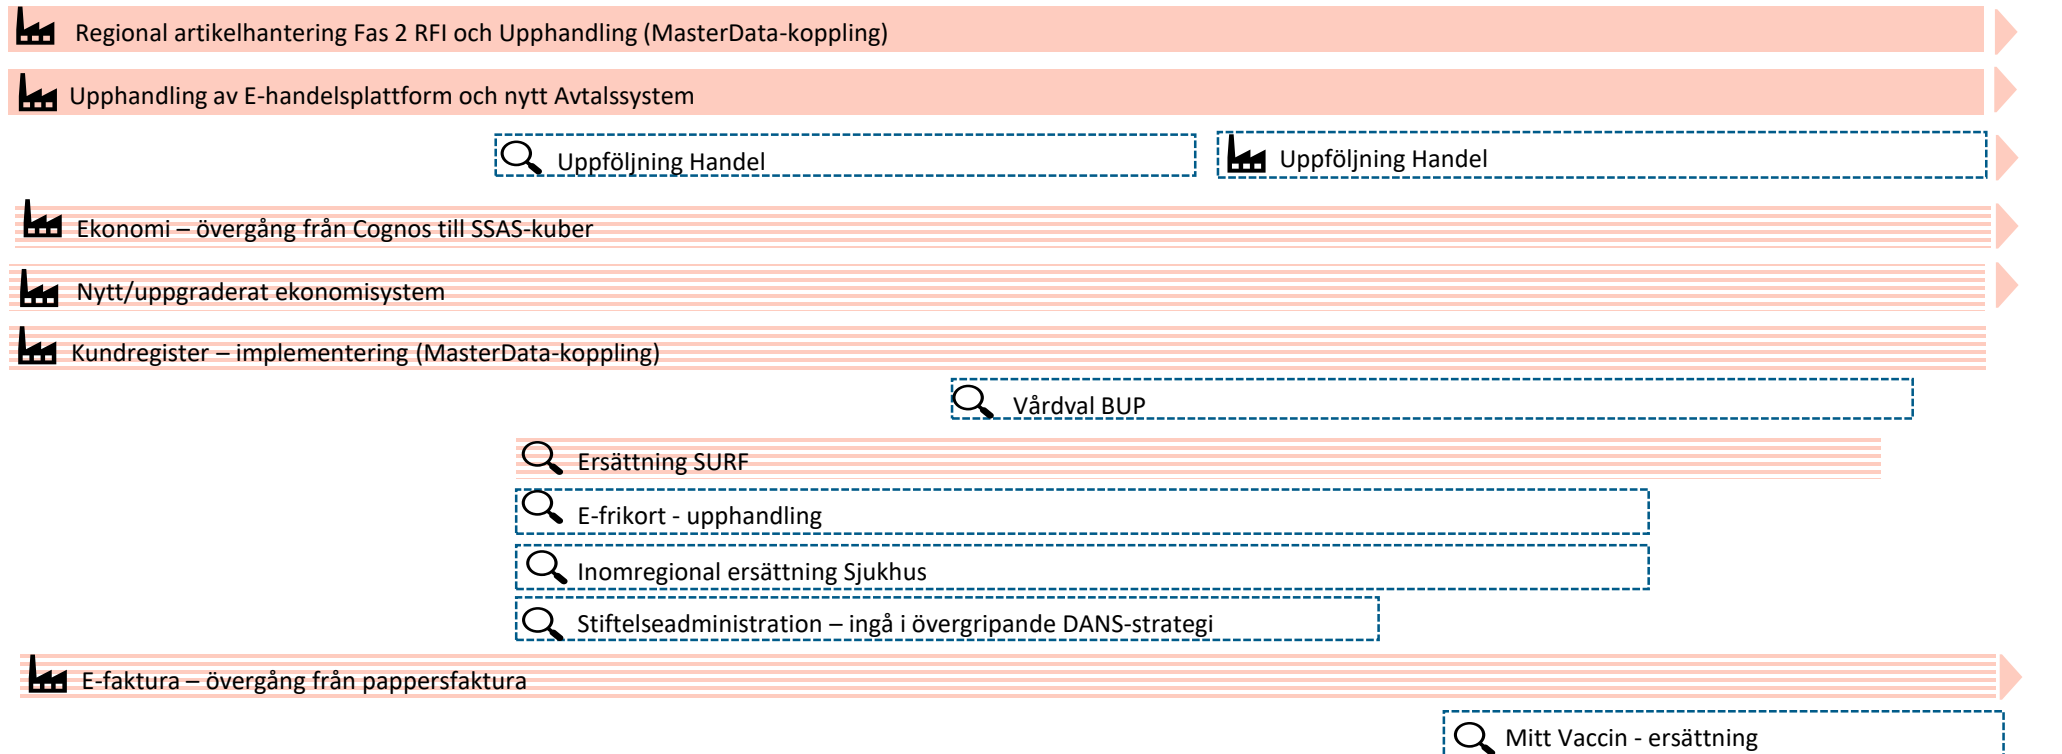 Regional artikelhantering Fas 2 RFI och Upphandling (MasterData-koppling)
Upphandling av E-handelsplattform och nytt Avtalssystem
Uppföljning Handel
Uppföljning Handel
Ekonomi – övergång från Cognos till SSAS-kuber
Nytt/uppgraderat ekonomisystem
Kundregister – implementering (MasterData-koppling)
Vårdval BUP
Ersättning SURF
E-frikort - upphandling
Inomregional ersättning Sjukhus
Stiftelseadministration – ingå i övergripande DANS-strategi
E-faktura – övergång från pappersfaktura
Mitt Vaccin - ersättning